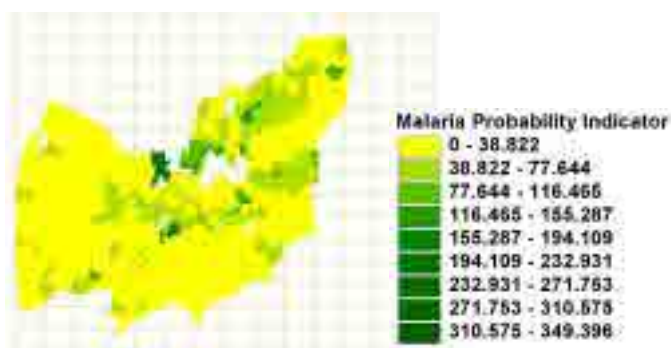 Malaria Probability Indicator
0 - 38.822
38.822 - 77.644
77.644 - 116.465
116.465 - 155.287
155.287 - 194.109
194.109 - 232.931
232.931 - 271.753
271.753 - 310.575
310.575 - 349.396